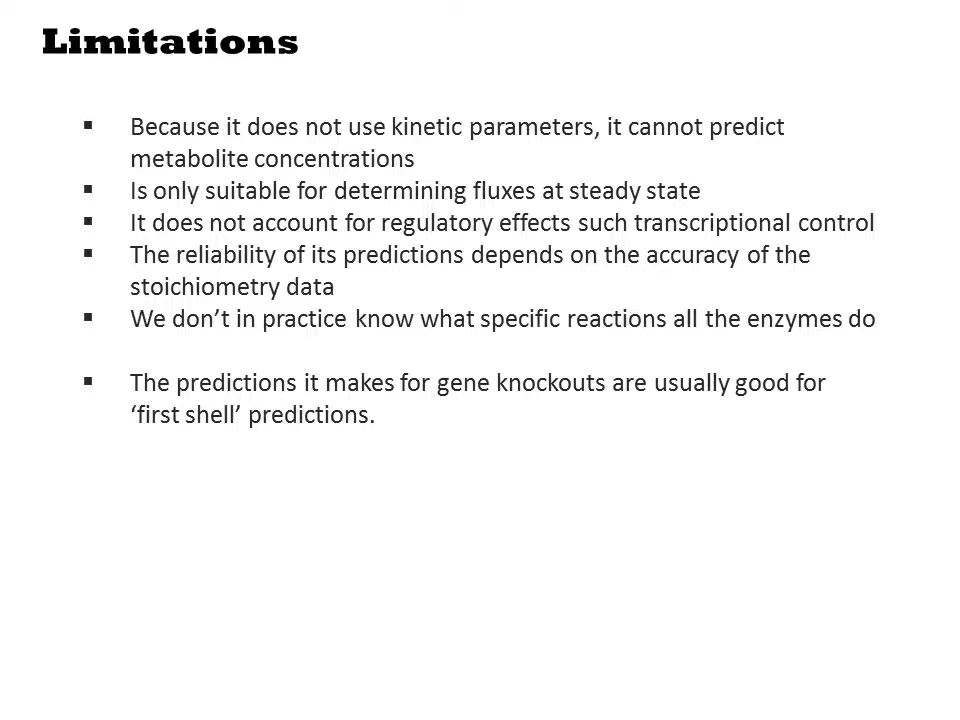 Limitations
▪ Because it does not use kinetic parameters, it cannot predict
metabolite concentrations
▪ Is only suitable for determining fluxes at steady state
▪ It does not account for regulatory effects such transcriptional control
▪ The reliability of its predictions depends on the accuracy of the
stoichiometry data
▪ We don’t in practice know what specific reactions all the enzymes do
▪ The predictions it makes for gene knockouts are usually good for
‘first shell’ predictions.